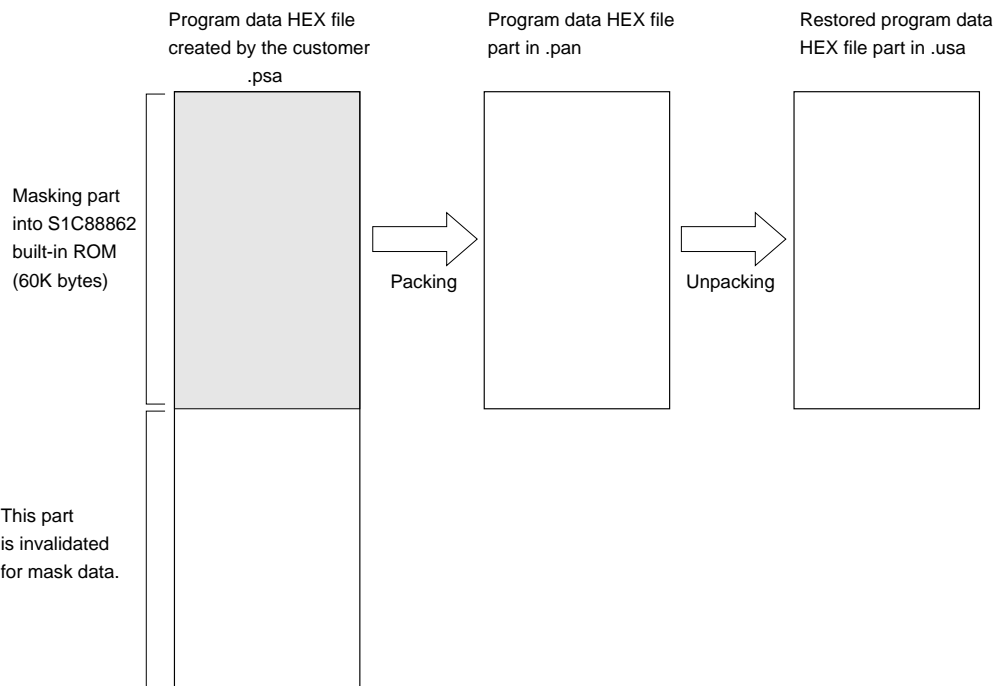 Program data HEX file
created by the customer
.psa
Program data HEX file
part in .pan
Restored program data
HEX file part in .usa
Masking part
into S1C88862
built-in ROM
(60K bytes)
Packing
Unpacking
This part
is invalidated
for mask data.